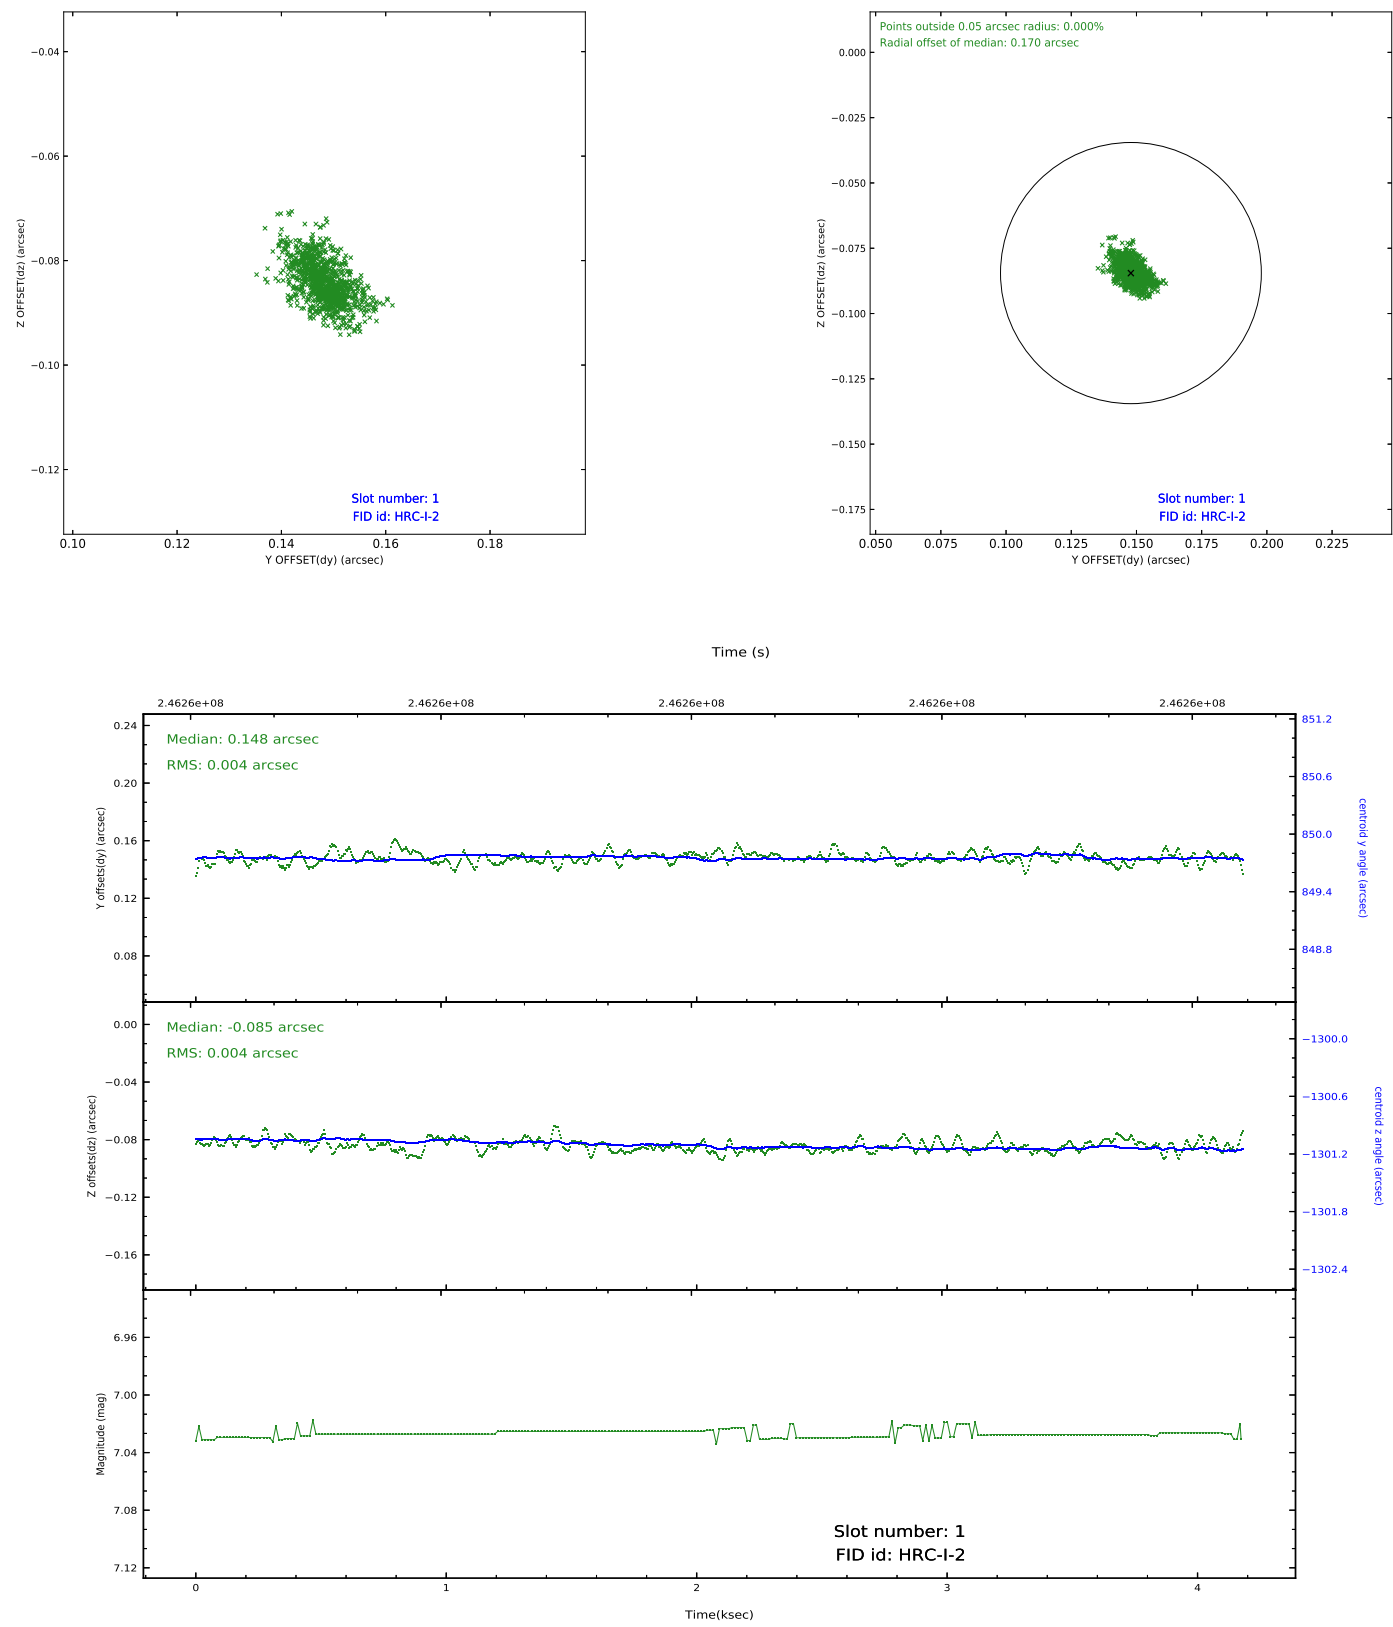 −0.04
−0.06
−0.08
−0.10
−0.12
Z OFFSET(dz) (arcsec)
Slot number: 1
FID id: HRC-I-2
0.10 0.12 0.14 0.16 0.18
Y OFFSET(dy) (arcsec)
Points outside 0.05 arcsec radius: 0.000%
Radial offset of median: 0.170 arcsec
0.000
−0.025
−0.050
−0.075
−0.100
−0.125
−0.150
−0.175
Z OFFSET(dz) (arcsec)
Slot number: 1
FID id: HRC-I-2
0.050 0.075 0.100 0.125 0.150 0.175 0.200 0.225
Y OFFSET(dy) (arcsec)
Time (s)
2.4626e+08 2.4626e+08 2.4626e+08 2.4626e+08 2.4626e+08
Median: 0.148 arcsec
RMS: 0.004 arcsec
0.24
0.20
0.16
0.12
0.08
Y offsets(dy) (arcsec)
851.2
850.6
850.0
849.4
848.8
centroid y angle (arcsec)
Median: -0.085 arcsec
RMS: 0.004 arcsec
0.00
−0.04
−0.08
−0.12
−0.16
Z offsets(dz) (arcsec)
−1300.0
−1300.6
−1301.2
−1301.8
−1302.4
centroid z angle (arcsec)
6.96
7.00
7.04
7.08
7.12
Magnitude (mag)
Slot number: 1
FID id: HRC-I-2
0 1 2 3 4
Time(ksec)